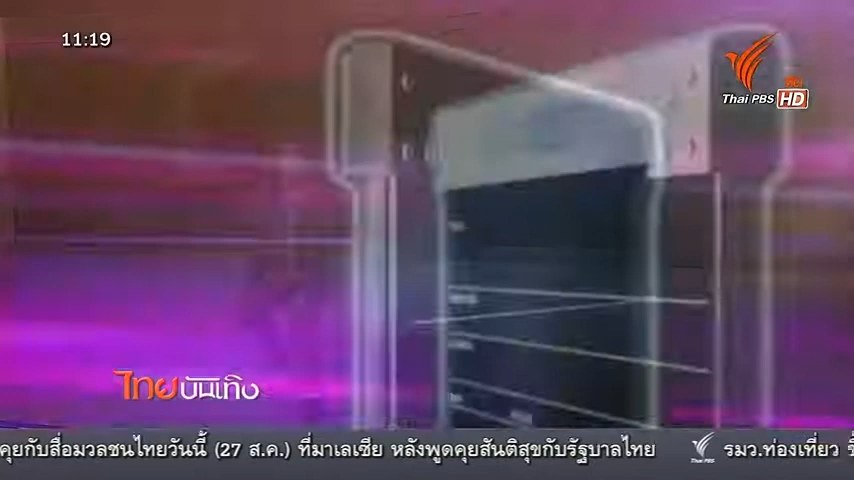 11:19
Thai PBS HD
ไทยบันเทิง
คุยกับสื่อมวลชนไทยวันนี้ (27 ส.ค.) ที่มาเลเซีย หลังพูดคุยสันติสุขกับรัฐบาลไทย Thai PBS รมว.ท่องเที่ยว